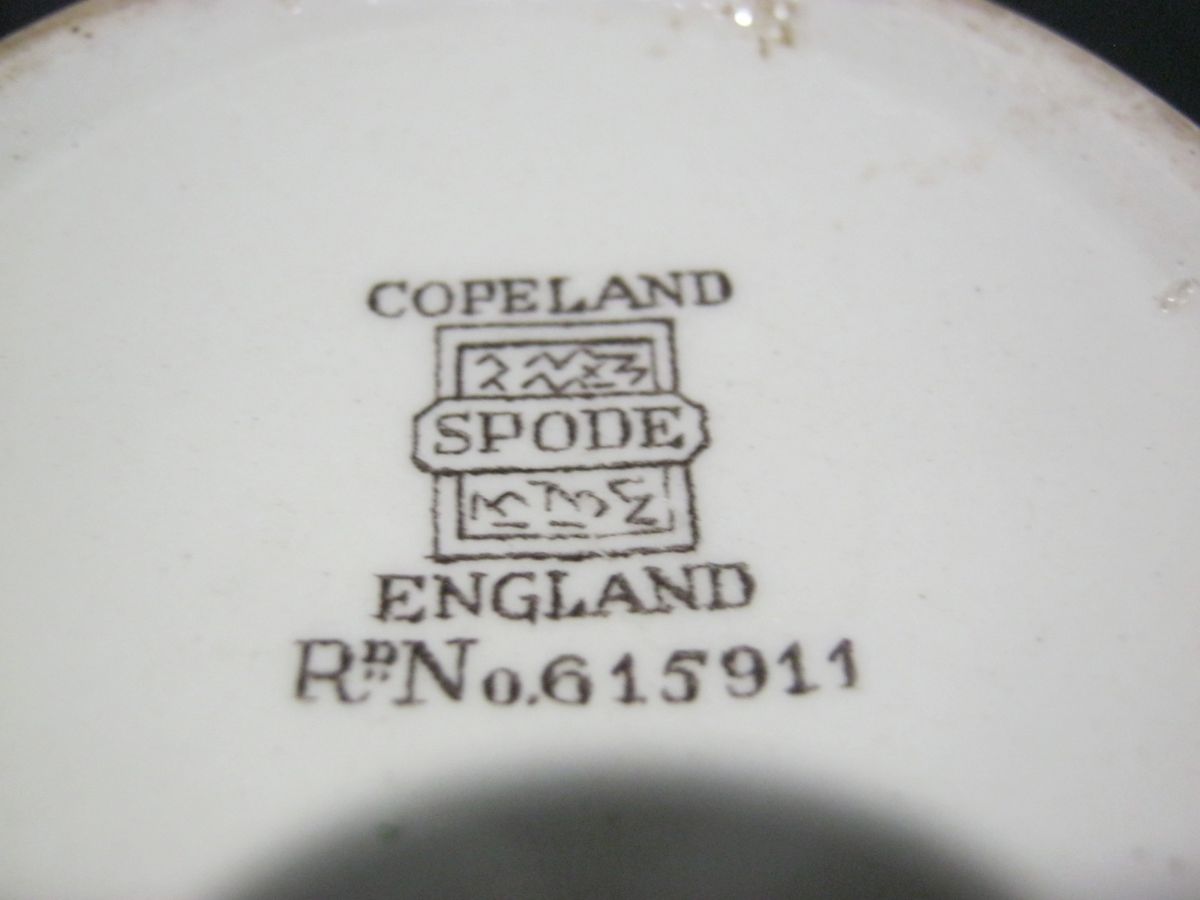 COPELAND
SPODE
ENGLAND
RD No. 615911